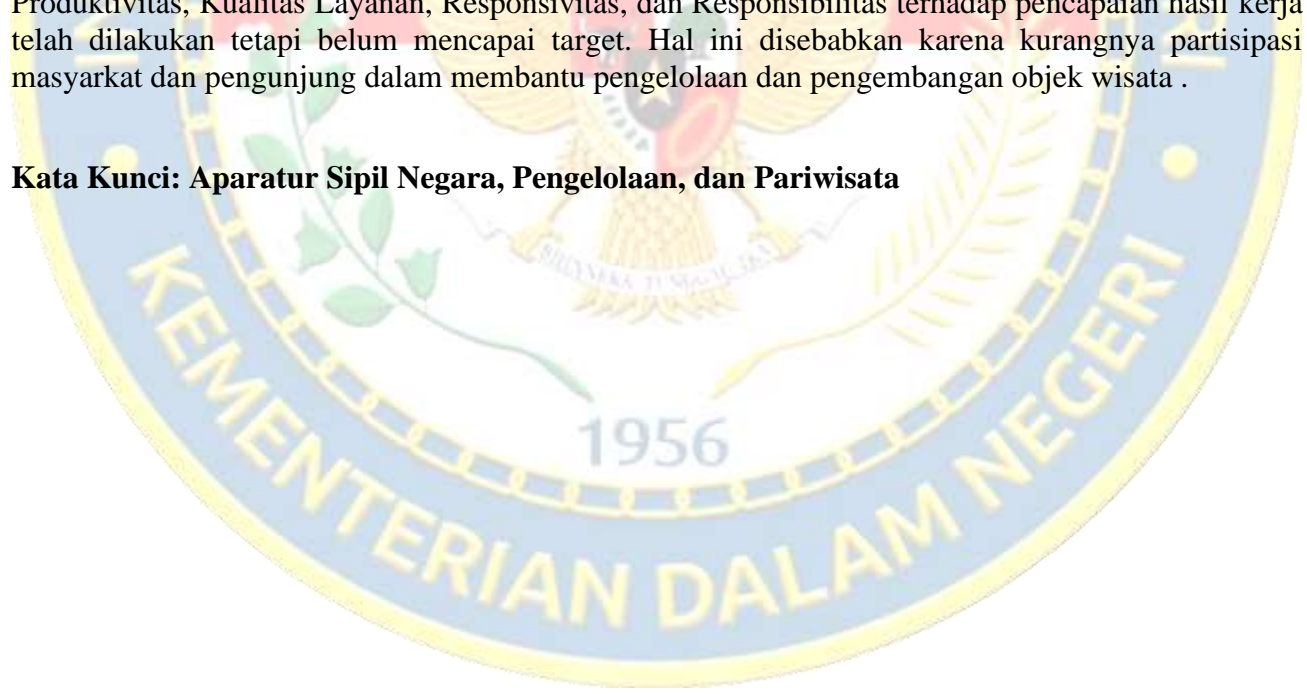 Produktivitas, Kualitas Layanan, Responsivitas, dan Responsibilitas terhadap pencapaian hasil kerja
telah dilakukan tetapi belum mencapai target. Hal ini disebabkan karena kurangnya partisipasi
masyarkat dan pengunjung dalam membantu pengelolaan dan pengembangan objek wisata .
Kata Kunci: Aparatur Sipil Negara, Pengelolaan, dan Pariwisata
1956
KEMENTERIAN DALAM NEGERI